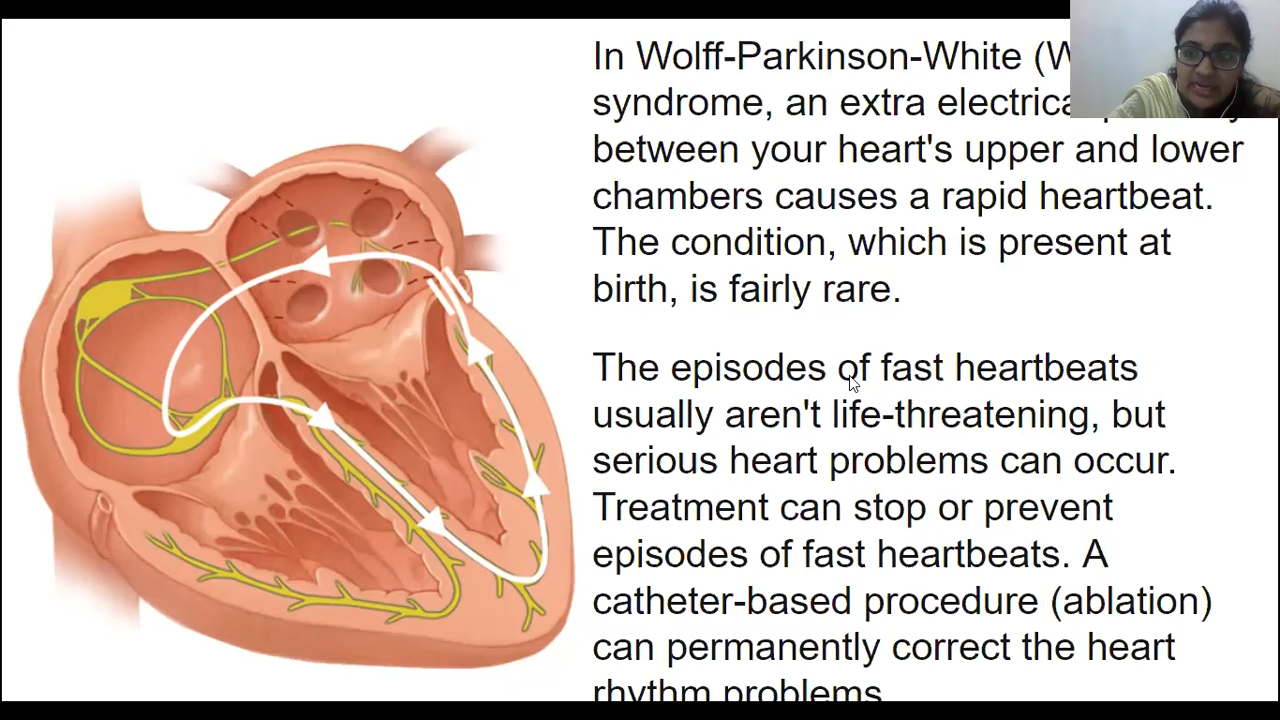 In Wolff-Parkinson-White
syndrome, an extra
between your heart's upper and lower
chambers causes a rapid heartbeat.
The condition, which is present at
birth, is fairly rare.
The episodes of fast heartbeats
usually aren't life-threatening, but
serious heart problems can occur.
Treatment can stop or prevent
episodes of fast heartbeats. A
catheter-based procedure (ablation)
can permanently correct the heart
rhythm problems